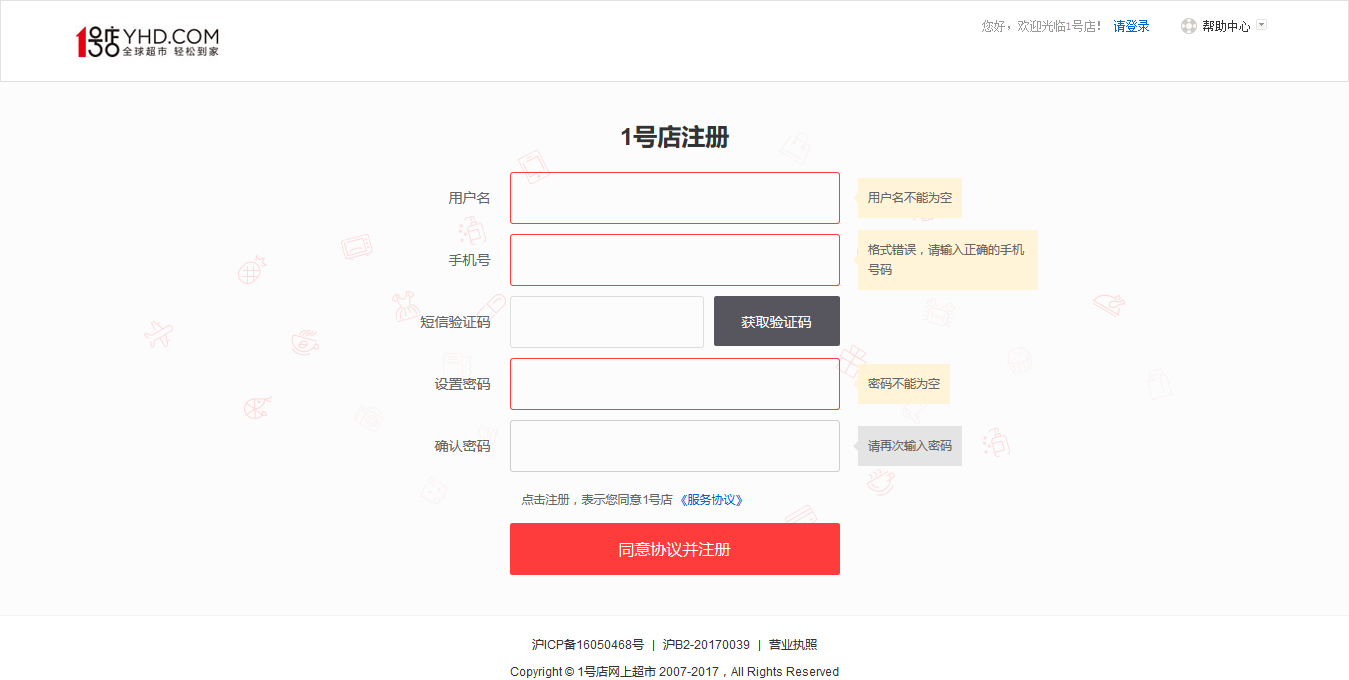 1号店 YHD.COM
全球超市 轻松到家
您好，欢迎光临1号店！ 请登录 帮助中心
1号店注册
用户名
用户名不能为空
手机号
格式错误，请输入正确的手机
号码
短信验证码 获取验证码
设置密码
密码不能为空
确认密码
请再次输入密码
点击注册，表示您同意1号店《服务协议》
同意协议并注册
沪ICP备16050468号 | 沪B2-20170039 | 营业执照
Copyright © 1号店网上超市 2007-2017，All Rights Reserved